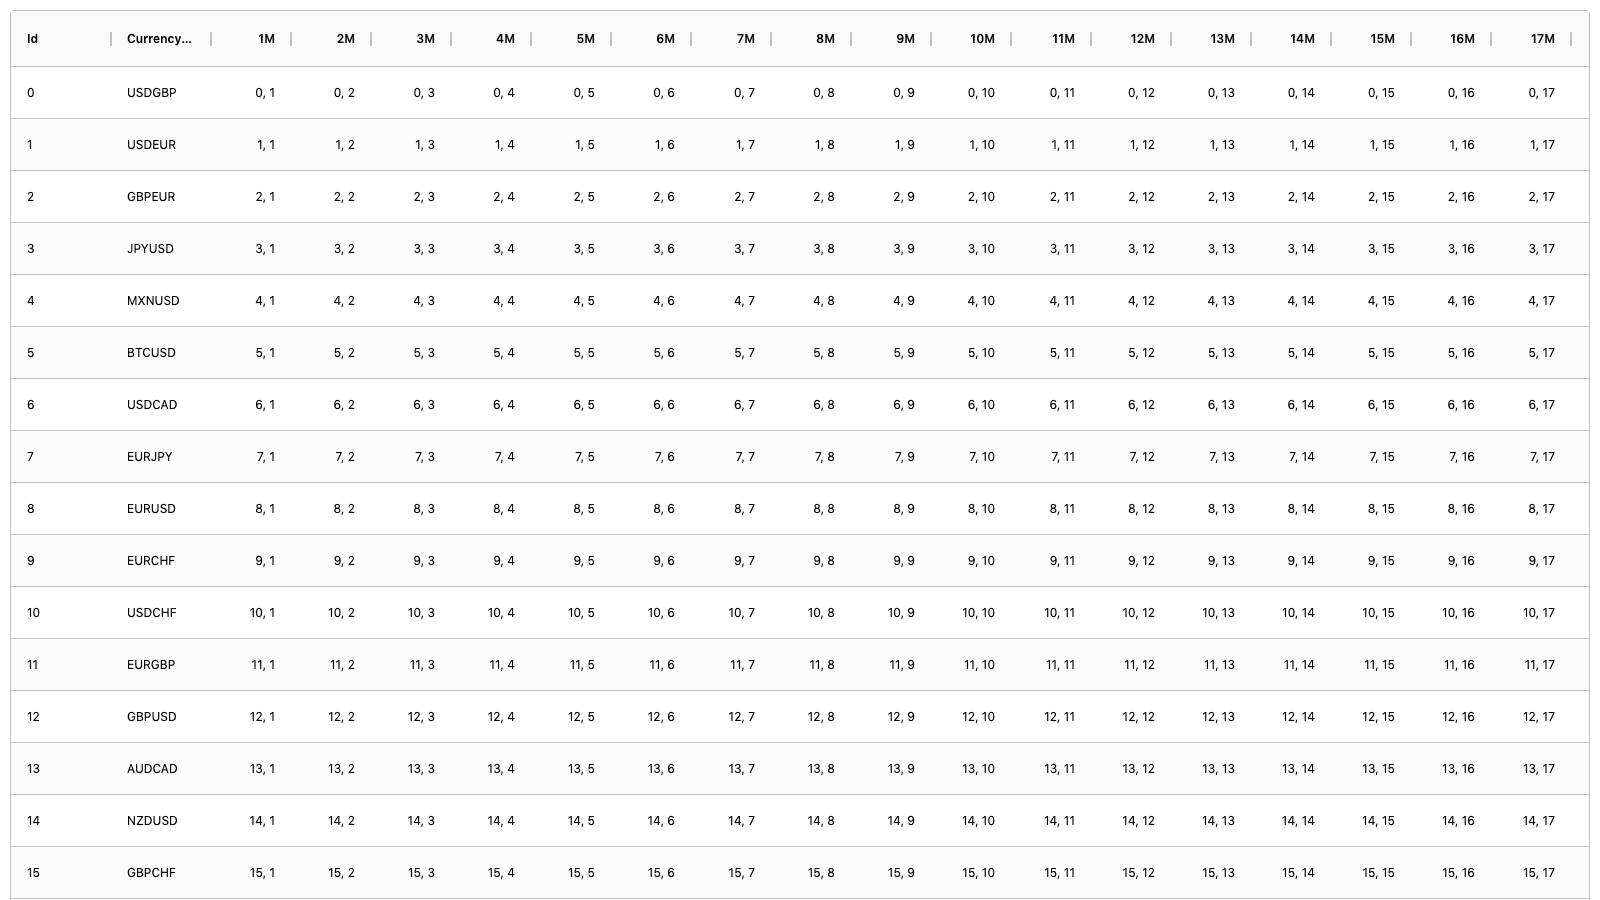 Id Currency... 1M 2M 3M 4M 5M 6M 7M 8M 9M 10M 11M 12M 13M 14M 15M 16M 17M
0 USDGBP 0, 1 0, 2 0, 3 0, 4 0, 5 0, 6 0, 7 0, 8 0, 9 0, 10 0, 11 0, 12 0, 13 0, 14 0, 15 0, 16 0, 17
1 USDEUR 1, 1 1, 2 1, 3 1, 4 1, 5 1, 6 1, 7 1, 8 1, 9 1, 10 1, 11 1, 12 1, 13 1, 14 1, 15 1, 16 1, 17
2 GBPEUR 2, 1 2, 2 2, 3 2, 4 2, 5 2, 6 2, 7 2, 8 2, 9 2, 10 2, 11 2, 12 2, 13 2, 14 2, 15 2, 16 2, 17
3 JPYUSD 3, 1 3, 2 3, 3 3, 4 3, 5 3, 6 3, 7 3, 8 3, 9 3, 10 3, 11 3, 12 3, 13 3, 14 3, 15 3, 16 3, 17
4 MXNUSD 4, 1 4, 2 4, 3 4, 4 4, 5 4, 6 4, 7 4, 8 4, 9 4, 10 4, 11 4, 12 4, 13 4, 14 4, 15 4, 16 4, 17
5 BTCUSD 5, 1 5, 2 5, 3 5, 4 5, 5 5, 6 5, 7 5, 8 5, 9 5, 10 5, 11 5, 12 5, 13 5, 14 5, 15 5, 16 5, 17
6 USDCAD 6, 1 6, 2 6, 3 6, 4 6, 5 6, 6 6, 7 6, 8 6, 9 6, 10 6, 11 6, 12 6, 13 6, 14 6, 15 6, 16 6, 17
7 EURJPY 7, 1 7, 2 7, 3 7, 4 7, 5 7, 6 7, 7 7, 8 7, 9 7, 10 7, 11 7, 12 7, 13 7, 14 7, 15 7, 16 7, 17
8 EURUSD 8, 1 8, 2 8, 3 8, 4 8, 5 8, 6 8, 7 8, 8 8, 9 8, 10 8, 11 8, 12 8, 13 8, 14 8, 15 8, 16 8, 17
9 EURCHF 9, 1 9, 2 9, 3 9, 4 9, 5 9, 6 9, 7 9, 8 9, 9 9, 10 9, 11 9, 12 9, 13 9, 14 9, 15 9, 16 9, 17
10 USDCHF 10, 1 10, 2 10, 3 10, 4 10, 5 10, 6 10, 7 10, 8 10, 9 10, 10 10, 11 10, 12 10, 13 10, 14 10, 15 10, 16 10, 17
11 EURGBP 11, 1 11, 2 11, 3 11, 4 11, 5 11, 6 11, 7 11, 8 11, 9 11, 10 11, 11 11, 12 11, 13 11, 14 11, 15 11, 16 11, 17
12 GBPUSD 12, 1 12, 2 12, 3 12, 4 12, 5 12, 6 12, 7 12, 8 12, 9 12, 10 12, 11 12, 12 12, 13 12, 14 12, 15 12, 16 12, 17
13 AUDCAD 13, 1 13, 2 13, 3 13, 4 13, 5 13, 6 13, 7 13, 8 13, 9 13, 10 13, 11 13, 12 13, 13 13, 14 13, 15 13, 16 13, 17
14 NZDUSD 14, 1 14, 2 14, 3 14, 4 14, 5 14, 6 14, 7 14, 8 14, 9 14, 10 14, 11 14, 12 14, 13 14, 14 14, 15 14, 16 14, 17
15 GBPCHF 15, 1 15, 2 15, 3 15, 4 15, 5 15, 6 15, 7 15, 8 15, 9 15, 10 15, 11 15, 12 15, 13 15, 14 15, 15 15, 16 15, 17